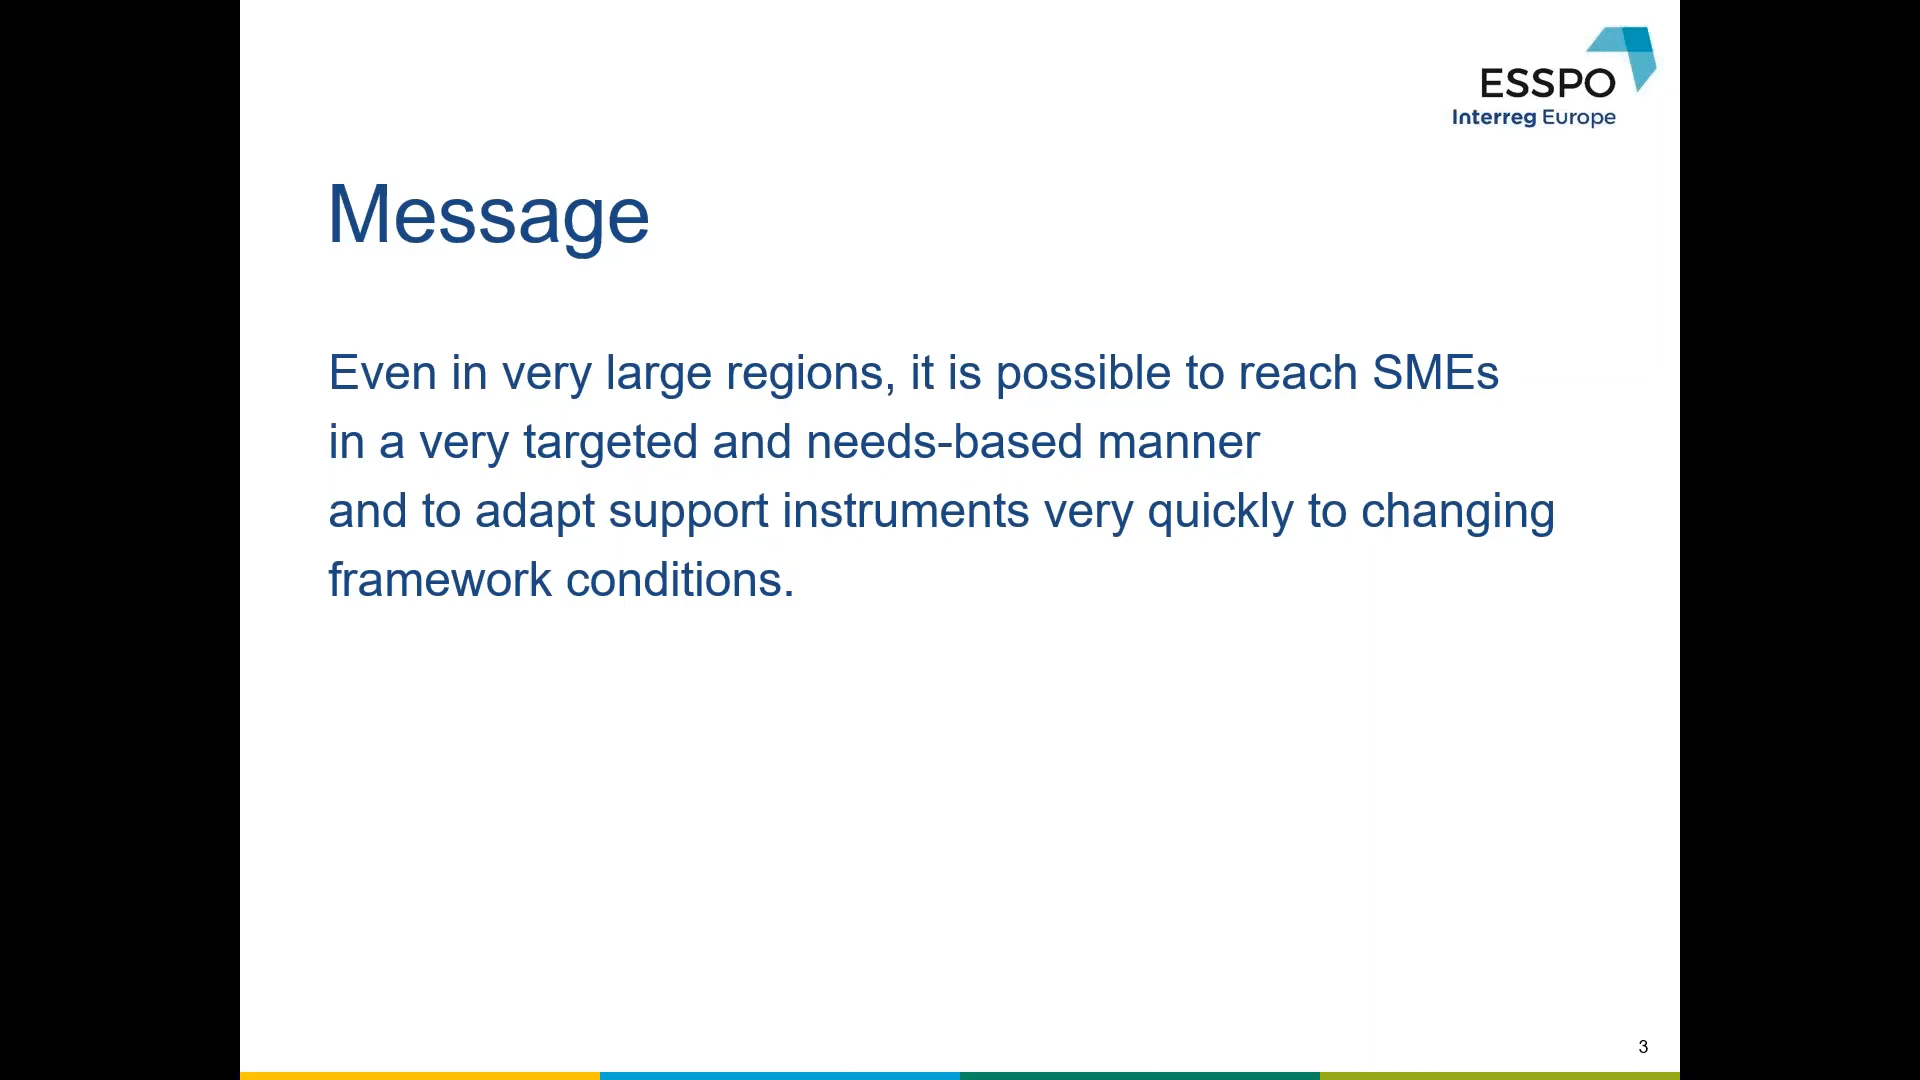 ESSPO
Interreg Europe
Message
Even in very large regions, it is possible to reach SMEs
in a very targeted and needs-based manner
and to adapt support instruments very quickly to changing
framework conditions.
3